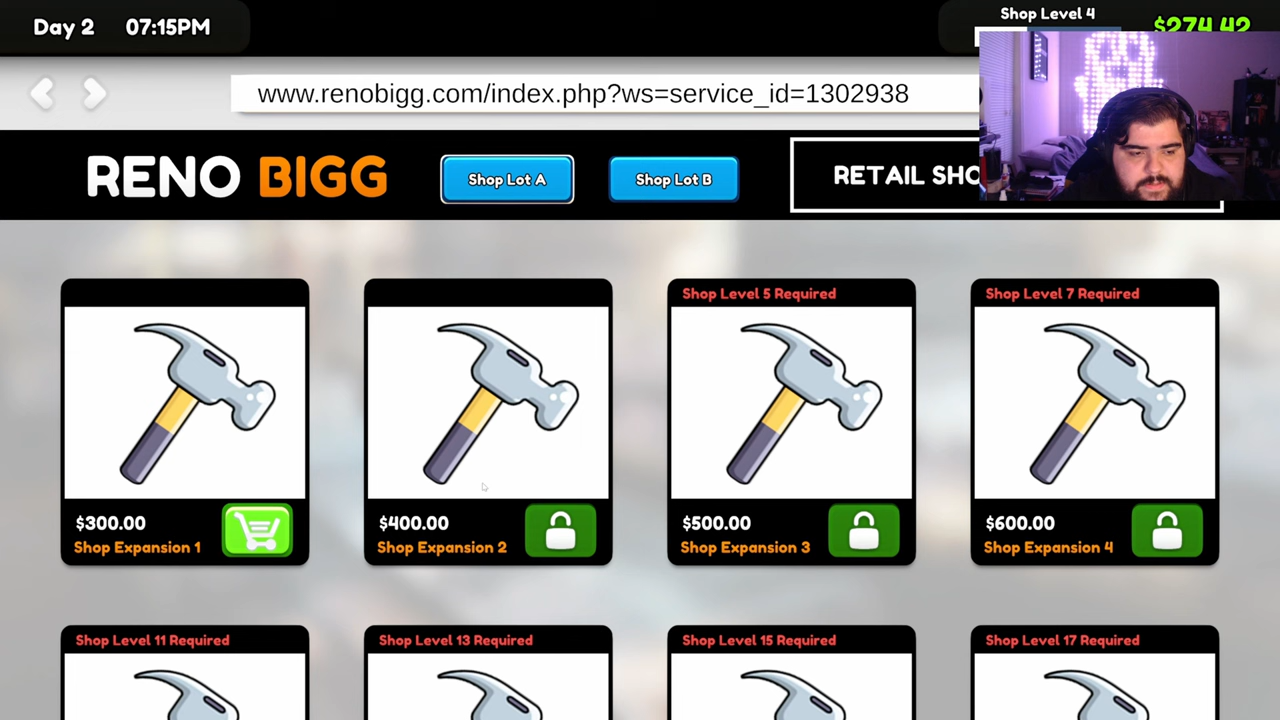 Day 2 07:15PM
Shop Level 4
$274.42
www.renobigg.com/index.php?ws=service_id=1302938
RENO BIGG
Shop Lot A
Shop Lot B
RETAIL
Shop Level 5 Required
Shop Level 7 Required
$300.00
Shop Expansion 1
$400.00
Shop Expansion 2
$500.00
Shop Expansion 3
$600.00
Shop Expansion 4
Shop Level 11 Required
Shop Level 13 Required
Shop Level 15 Required
Shop Level 17 Required